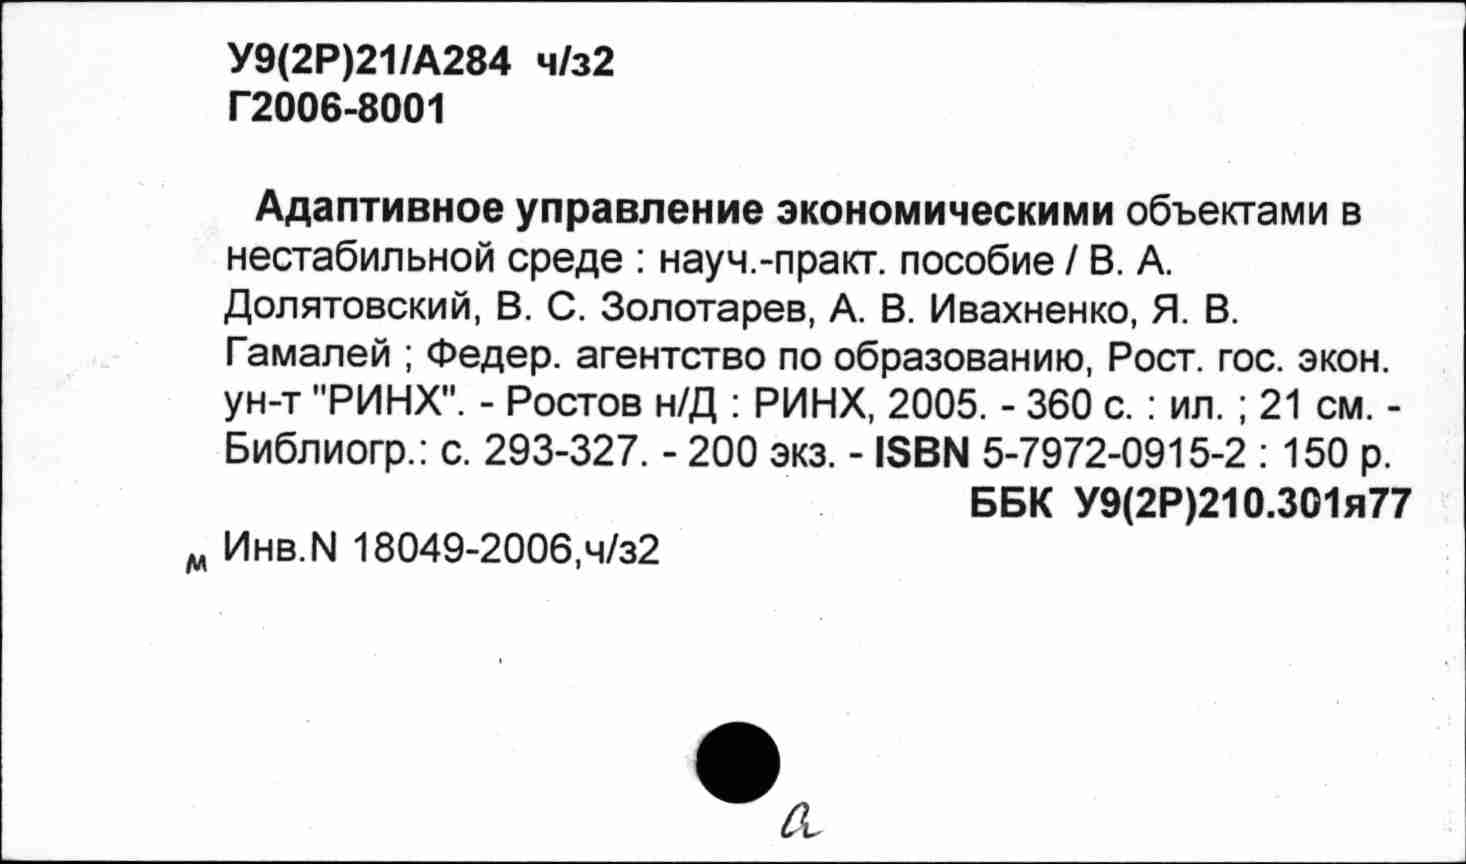 У9(2Р)21/А284 ч/з2
Г2006-8001
Адаптивное управление экономическими объектами в
нестабильной среде : науч.-практ. пособие / В. А.
Долятовский, В. С. Золотарев, А. В. Ивахненко, Я. В.
Гамалей ; Федер. агентство по образованию, Рост. гос. экон.
ун-т "РИНХ". - Ростов н/Д : РИНХ, 2005. - 360 с. : ил. ; 21 см. -
Библиогр.: с. 293-327. - 200 экз. - ISBN 5-7972-0915-2 : 150 р.
ББК У9(2Р)210.301я77
м Инв.N 18049-2006,ч/з2
а